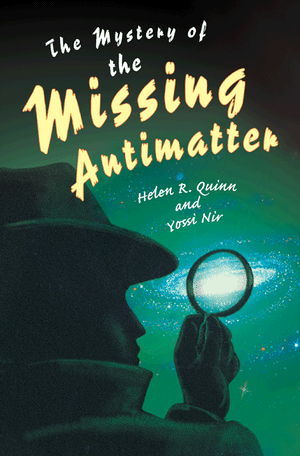 The Mystery of
the
Missing
Antimatter
Helen R. Quinn
and
Yossi Nir